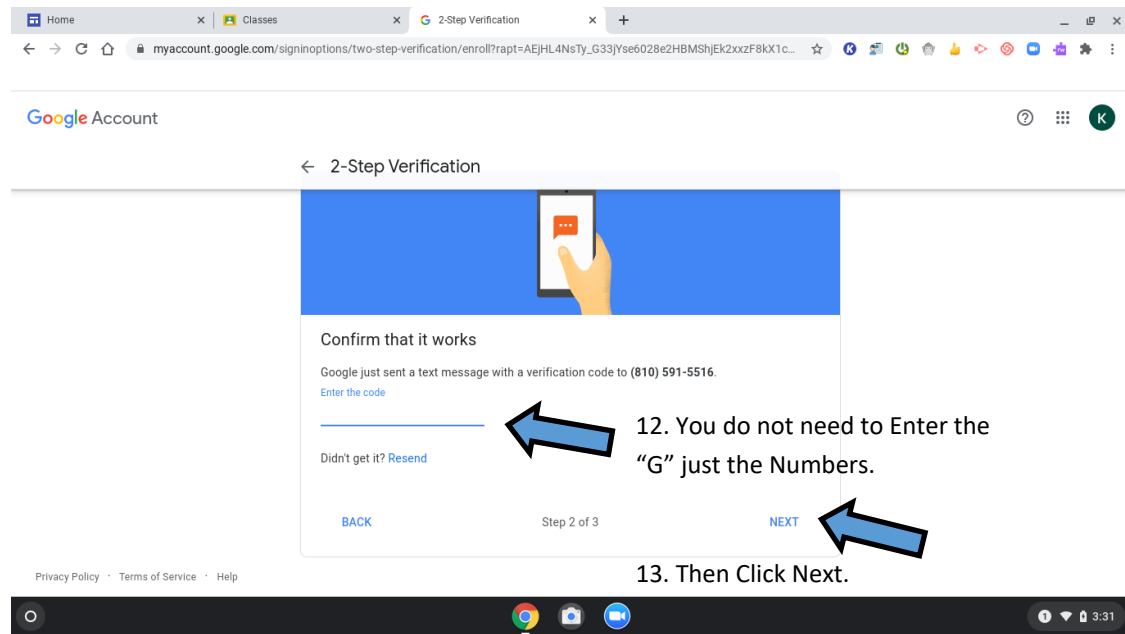 Home
Classes
G 2-Step Verification
myaccount.google.com/signinoptions/two-step-verification/enroll?rapt=AEjHL4NsTy_G33jYse6028e2HBMShjEk2xxzF8kX1c...
Google Account
K
2-Step Verification
Confirm that it works
Google just sent a text message with a verification code to (810) 591-5516.
Enter the code
12. You do not need to Enter the
“G” just the Numbers.
Didn't get it? Resend
BACK Step 2 of 3 NEXT
13. Then Click Next.
Privacy Policy · Terms of Service · Help
1 3:31